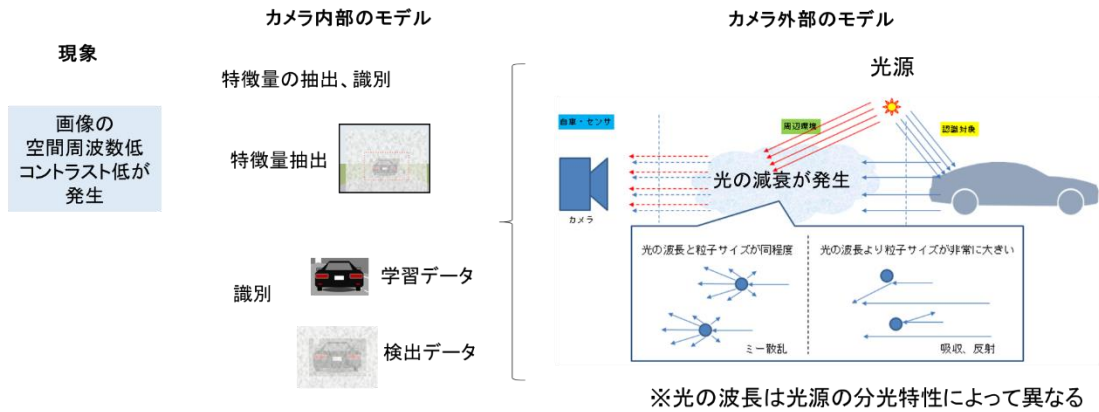 現象
画像の
空間周波数低
コントラスト低が
発生
カメラ内部のモデル
特徴量の抽出、識別
特徴量抽出
識別
学習データ
検出データ
カメラ外部のモデル
光源
自車・センサ
周辺環境
認識対象
光の減衰が発生
カメラ
光の波長と粒子サイズが同程度
ミー散乱
光の波長より粒子サイズが非常に大きい
吸収、反射
※光の波長は光源の分光特性によって異なる